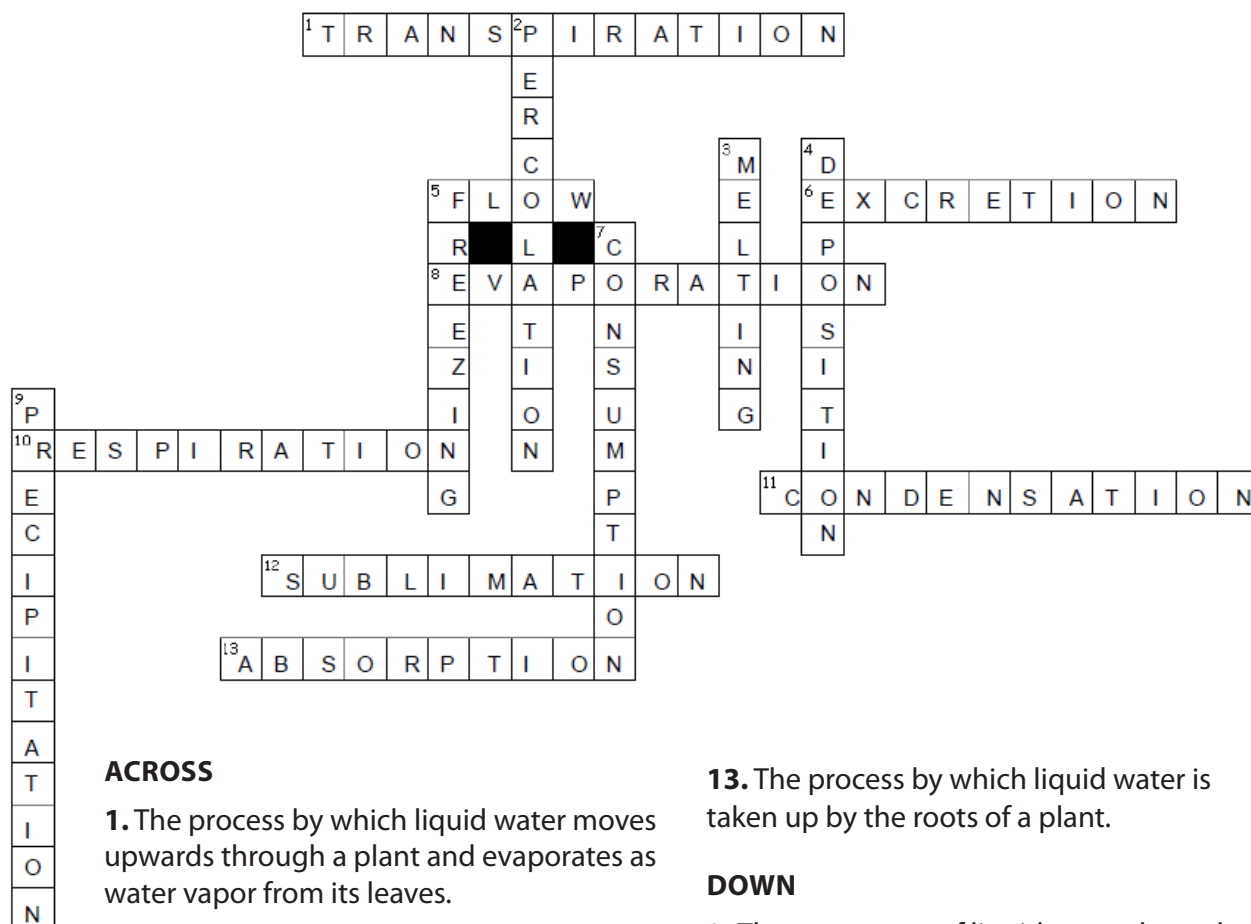 1 T R A N S 2 P I R A T I O N
E
R
C 3 M 4 D
5 F L O W E 6 E X C R E T I O N
R L 7 C L P
8 E V A P O R A T I O N
E T N I S
Z I S N I
9 P I O U G T
10 R E S P I R A T I O N N M I
E G P 11 C O N D E N S A T I O N
C T N
I 12 S U B L I M A T I O N
P O
I 13 A B S O R P T I O N
T
A
T
I
O
N
ACROSS
1. The process by which liquid water moves
upwards through a plant and evaporates as
water vapor from its leaves.
13. The process by which liquid water is
taken up by the roots of a plant.
DOWN